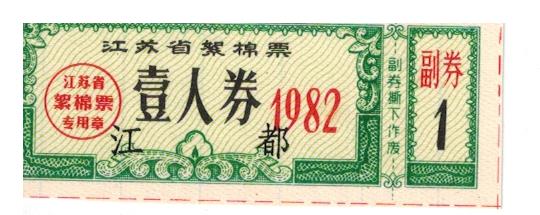 江苏省絮棉票
江苏省
絮棉票
专用章
壹人券
1982
江都
副券撕下作废
副券
1